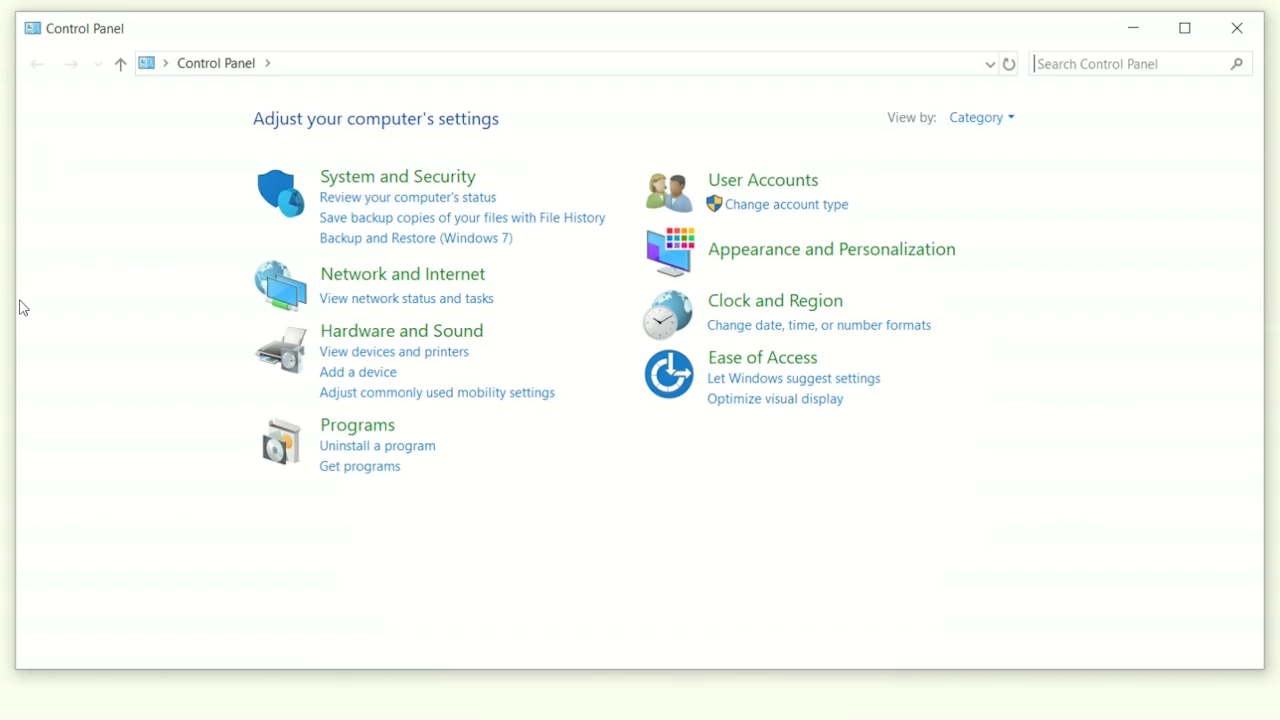 Control Panel
Control Panel
Search Control Panel
Adjust your computer's settings
View by: Category
System and Security
Review your computer's status
Save backup copies of your files with File History
Backup and Restore (Windows 7)
Network and Internet
View network status and tasks
Hardware and Sound
View devices and printers
Add a device
Adjust commonly used mobility settings
Programs
Uninstall a program
Get programs
User Accounts
Change account type
Appearance and Personalization
Clock and Region
Change date, time, or number formats
Ease of Access
Let Windows suggest settings
Optimize visual display